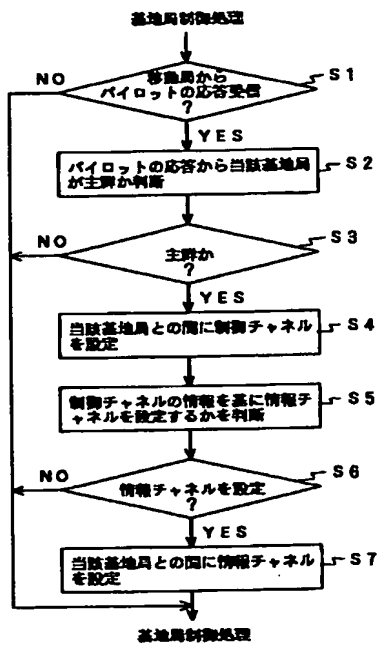 基地局制御処理
移動局から
パイロットの応答受信
?
S1
NO
YES
パイロットの応答から当該基地局
が主群か判断
S2
主群か
?
S3
NO
YES
当該基地局との間に制御チャネル
を設定
S4
制御チャネルの情報を基に情報チ
ャネルを設定するかを判断
S5
情報チャネルを設定
?
S6
NO
YES
当該基地局との間に情報チャネル
を設定
S7
基地局制御処理